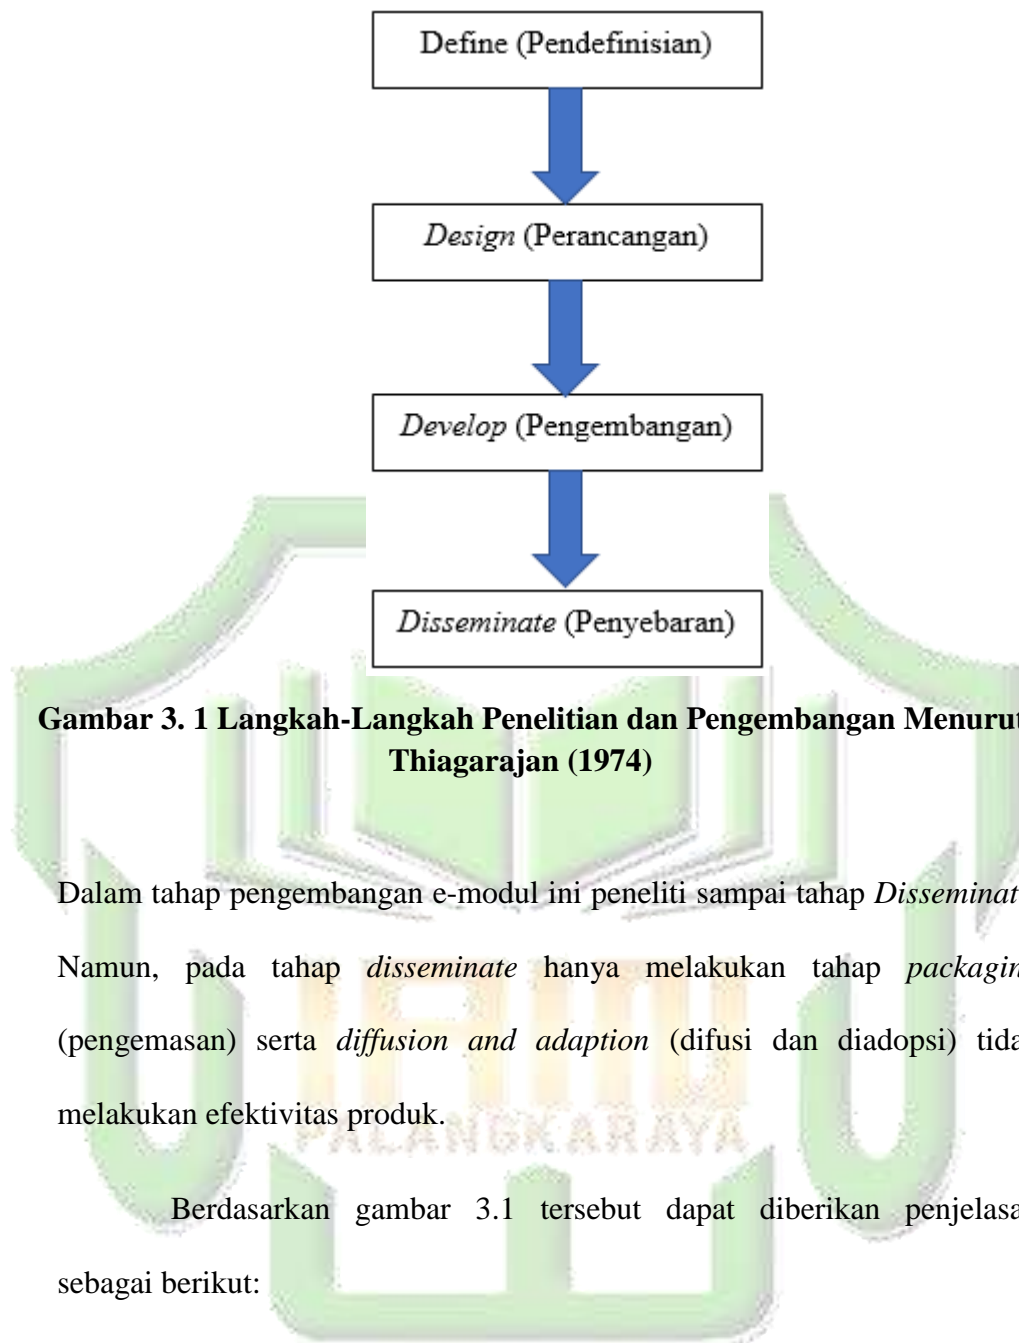 Define (Pendefinisian)
Design (Perancangan)
Develop (Pengembangan)
Disseminate (Penyebaran)
Gambar 3. 1 Langkah-Langkah Penelitian dan Pengembangan Menurut
Thiagarajan (1974)
Dalam tahap pengembangan e-modul ini peneliti sampai tahap Disseminat
Namun, pada tahap disseminate hanya melakukan tahap packagin
(pengemasan) serta diffusion and adaption (difusi dan diadopsi) tida
melakukan efektivitas produk.
IAIN
PALANGKARAYA
Berdasarkan gambar 3.1 tersebut dapat diberikan penjelasa
sebagai berikut: